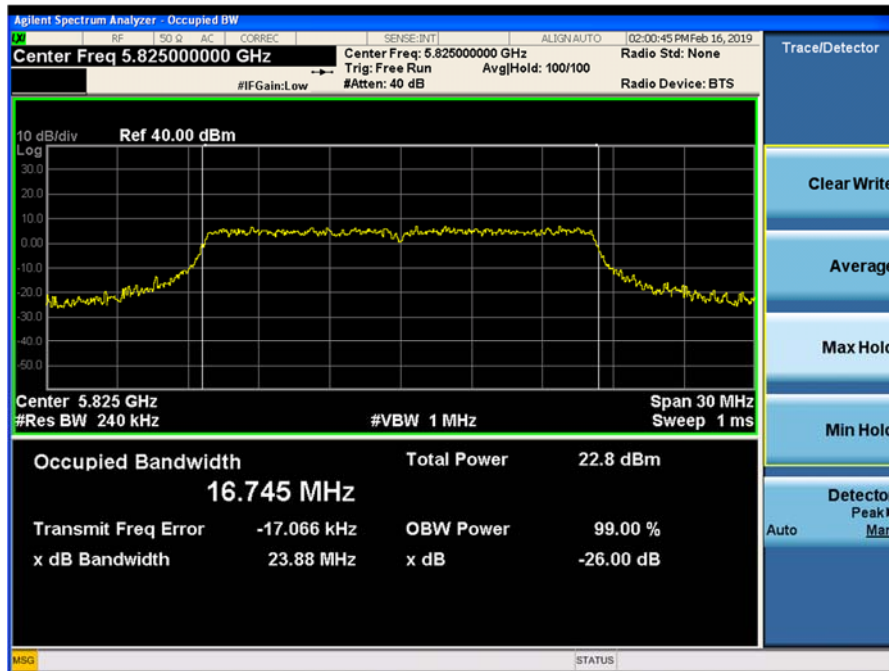 Agilent Spectrum Analyzer - Occupied BW
LXI RF 50 Ω AC CORREC SENSE:INT ALIGN AUTO 02:00:45 PM Feb 16, 2019
Center Freq 5.825000000 GHz
Center Freq: 5.825000000 GHz
Radio Std: None
Trig: Free Run Avg|Hold: 100/100
#IFGain:Low #Atten: 40 dB Radio Device: BTS
10 dB/div Ref 40.00 dBm
Log
30.0
20.0
10.0
0.00
-10.0
-20.0
-30.0
-40.0
-50.0
Center 5.825 GHz Span 30 MHz
#Res BW 240 kHz #VBW 1 MHz Sweep 1 ms
Occupied Bandwidth Total Power 22.8 dBm
16.745 MHz
Transmit Freq Error -17.066 kHz OBW Power 99.00 %
x dB Bandwidth 23.88 MHz x dB -26.00 dB
MSG STATUS
Trace/Detector
Clear Write
Average
Max Hold
Min Hold
Detector
Peak
Auto Man